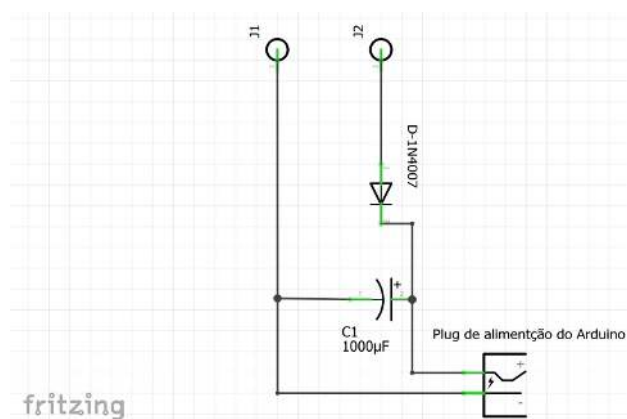 J1
J2
D-1N4007
+
C1
1000µF
Plug de alimentção do Arduino
+
-
fritzing